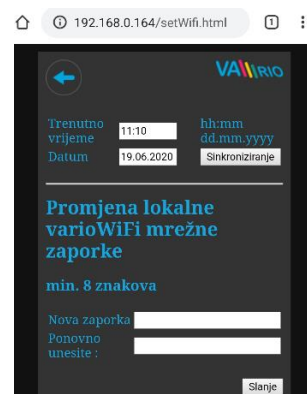 192.168.0.164/setWifi.html
1
VARIO
Trenutno vrijeme 11:10 hh:mm
dd.mm.yyyy
Datum 19.06.2020 Sinkroniziranje
Promjena lokalne
varioWiFi mrežne
zaporke
min. 8 znakova
Nova zaporka
Ponovno
unesite :
Slanje